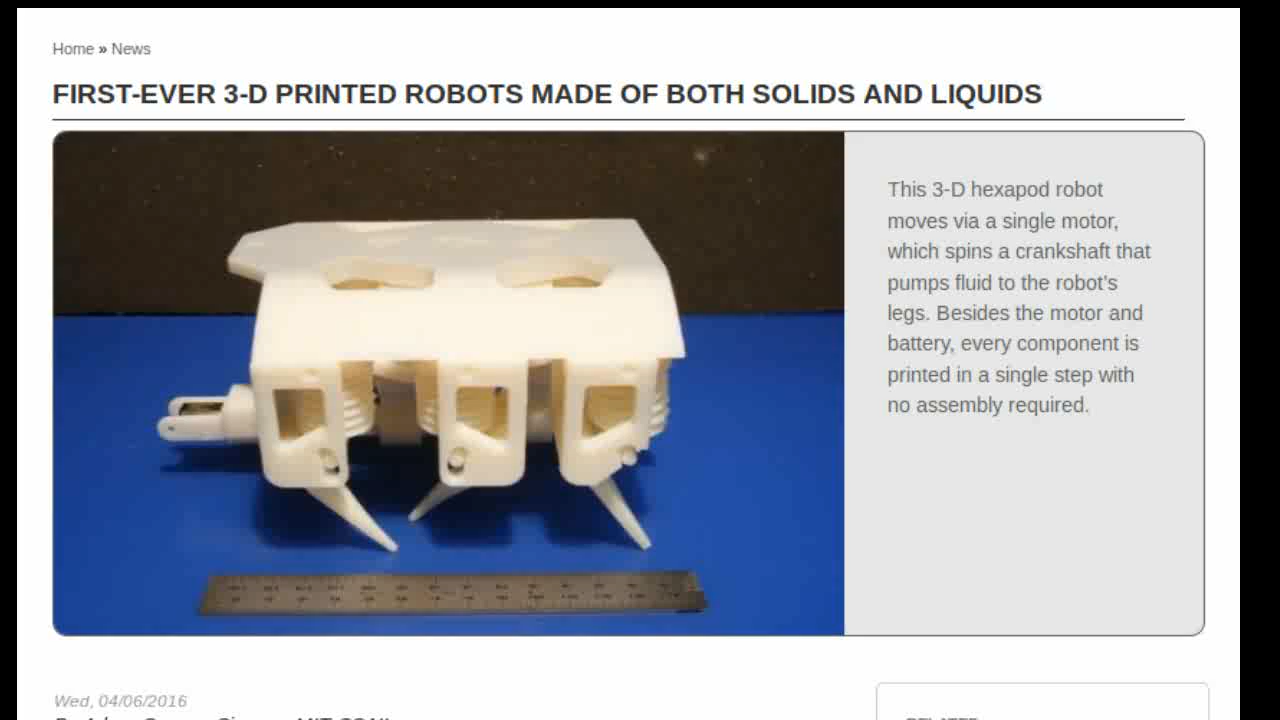 Home » News
FIRST-EVER 3-D PRINTED ROBOTS MADE OF BOTH SOLIDS AND LIQUIDS
This 3-D hexapod robot
moves via a single motor,
which spins a crankshaft that
pumps fluid to the robot's
legs. Besides the motor and
battery, every component is
printed in a single step with
no assembly required.
Wed, 04/06/2016